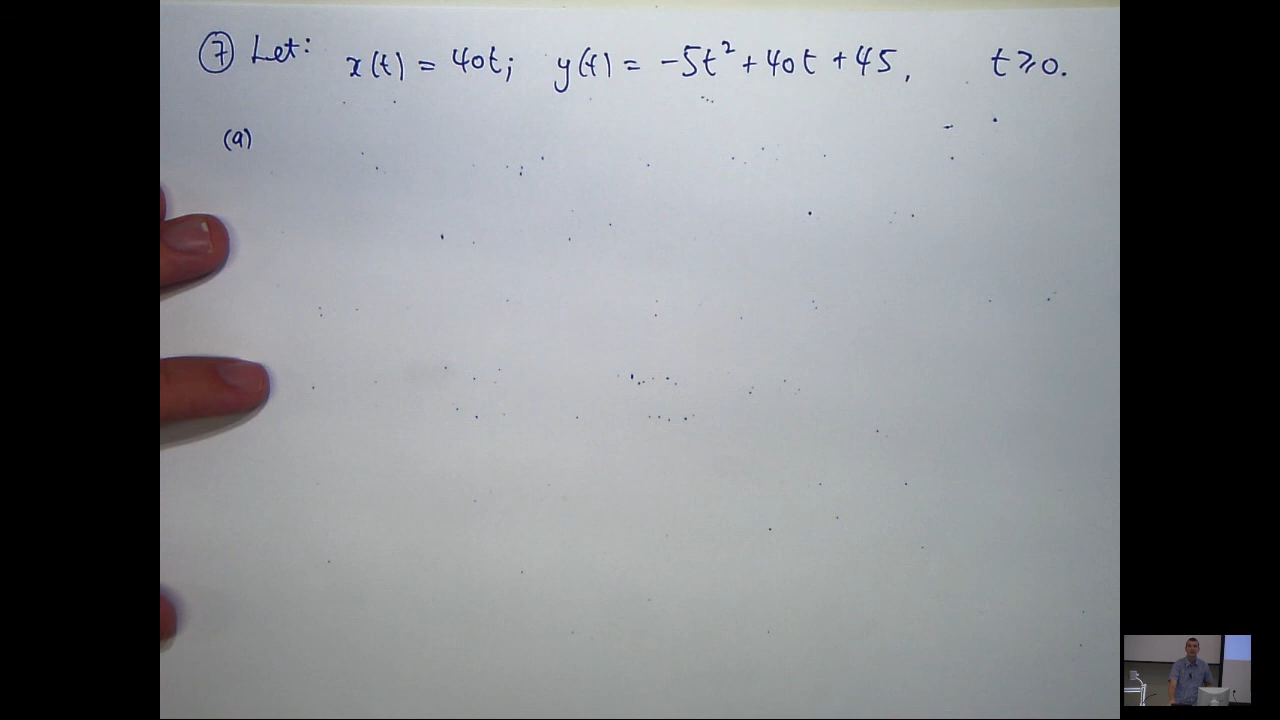 ⑦ Let: x(t) = 40t; y(t) = -5t² + 40t + 45, t ⩾ 0.
(a)